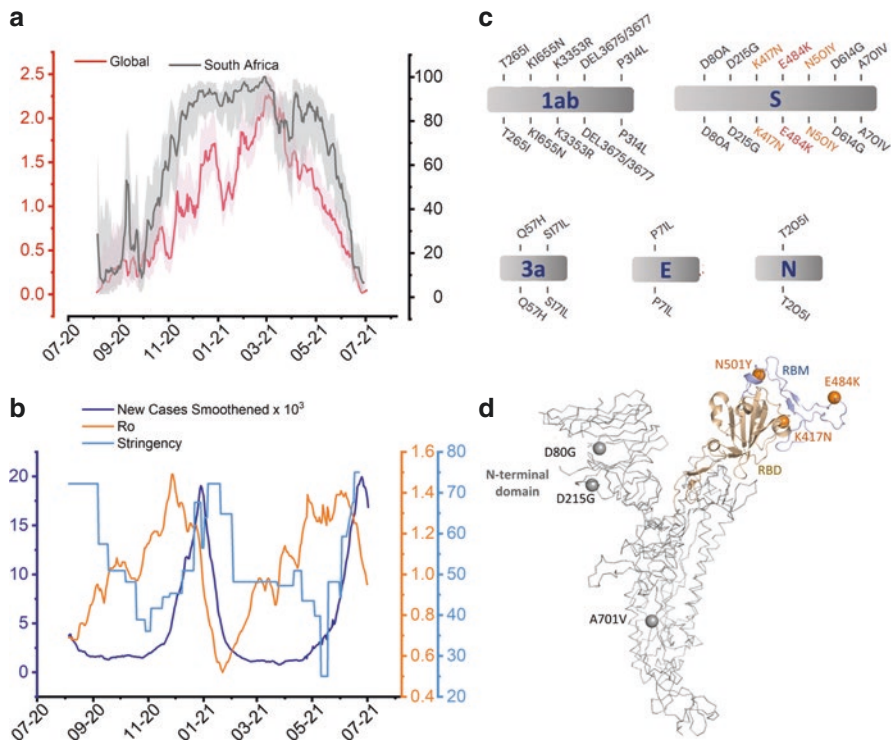 a
Global
South Africa
2.5
2.0
1.5
1.0
0.5
0.0
100
80
60
40
20
0
07-20
09-20
11-20
01-21
03-21
05-21
07-21
b
New Cases Smoothened x 10³
Ro
Stringency
20
15
10
5
0
1.6
1.4
1.2
1.0
0.8
0.6
0.4
80
70
60
50
40
30
20
07-20
09-20
11-20
01-21
03-21
05-21
07-21
c
T265I
K1655N
K3353R
DEL3675/3677
P314L
1ab
T265I
K1655N
K3353R
DEL3675/3677
P314L
D80A
D215G
K417N
E484K
N501Y
D614G
A701V
S
D80A
D215G
K417N
E484K
N501Y
D614G
A701V
Q57H
S171L
3a
Q57H
S171L
P71L
E
P71L
T205I
N
T205I
d
N501Y
RBM
E484K
K417N
RBD
D80G
N-terminal
domain
D215G
A701V